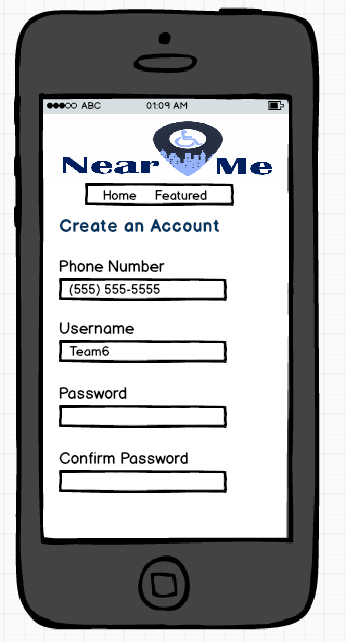 ABC 01:09 AM
Near Me
Home Featured
Create an Account
Phone Number
(555) 555-5555
Username
Team6
Password
Confirm Password